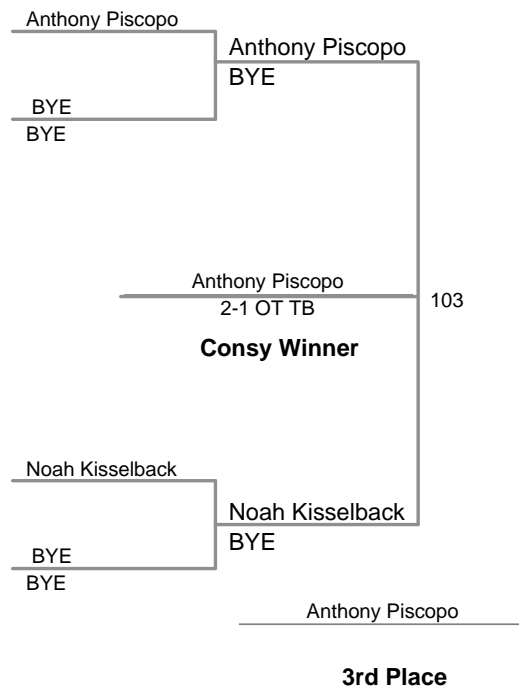 Anthony Piscopo
Anthony Piscopo
BYE
BYE
BYE
Anthony Piscopo
2-1 OT TB
103
Consy Winner
Noah Kisselback
Noah Kisselback
BYE
BYE
BYE
Anthony Piscopo
3rd Place